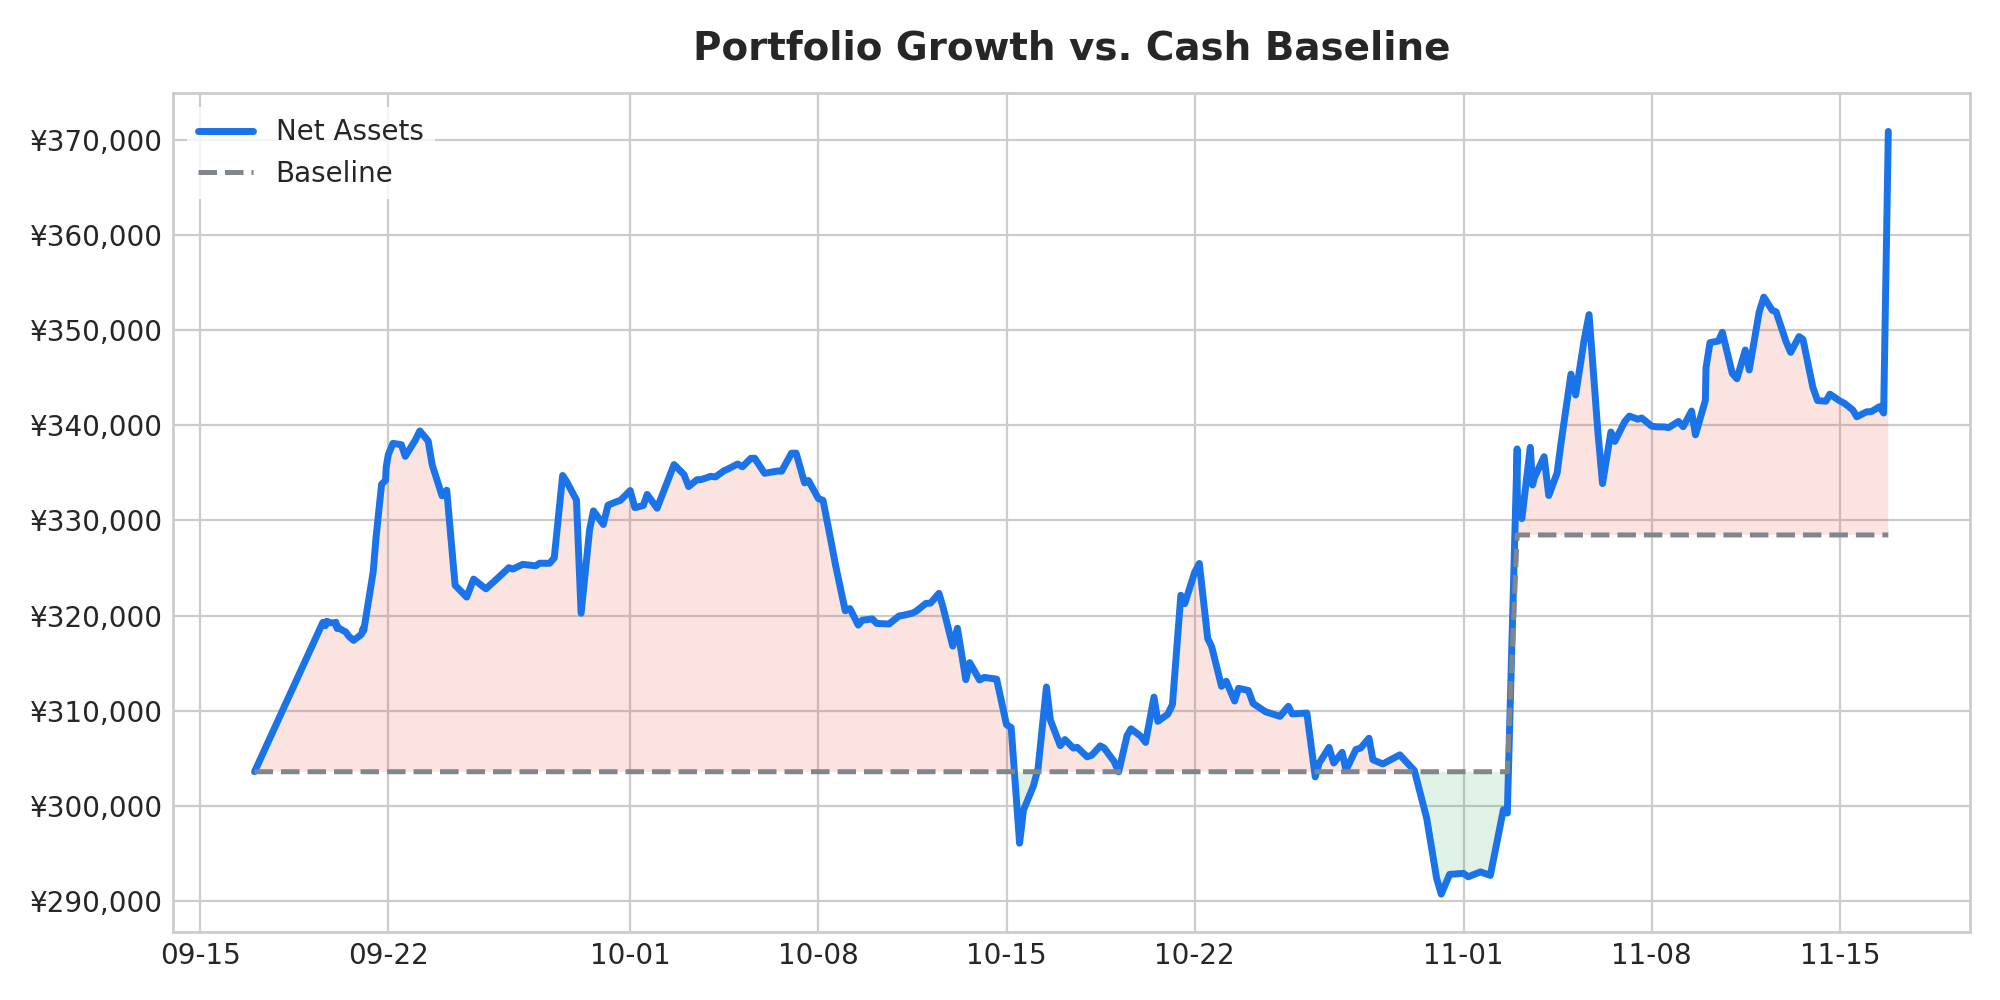 Portfolio Growth vs. Cash Baseline
Net Assets
Baseline
¥370,000
¥360,000
¥350,000
¥340,000
¥330,000
¥320,000
¥310,000
¥300,000
¥290,000
09-15 09-22 10-01 10-08 10-15 10-22 11-01 11-08 11-15